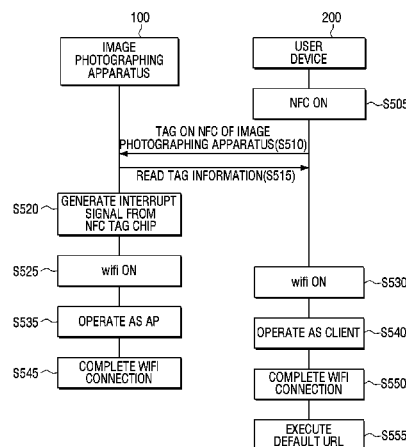 100
200
IMAGE
PHOTOGRAPHING
APPARATUS
USER
DEVICE
NFC ON
S505
TAG ON NFC OF IMAGE
PHOTOGRAPHING APPARATUS(S510)
READ TAG INFORMATION(S515)
S520
GENERATE INTERRUPT
SIGNAL FROM
NFC TAG CHIP
S525
wifi ON
wifi ON
S530
S535
OPERATE AS AP
OPERATE AS CLIENT
S540
S545
COMPLETE WIFI
CONNECTION
COMPLETE WIFI
CONNECTION
S550
EXECUTE
DEFAULT URL
S555